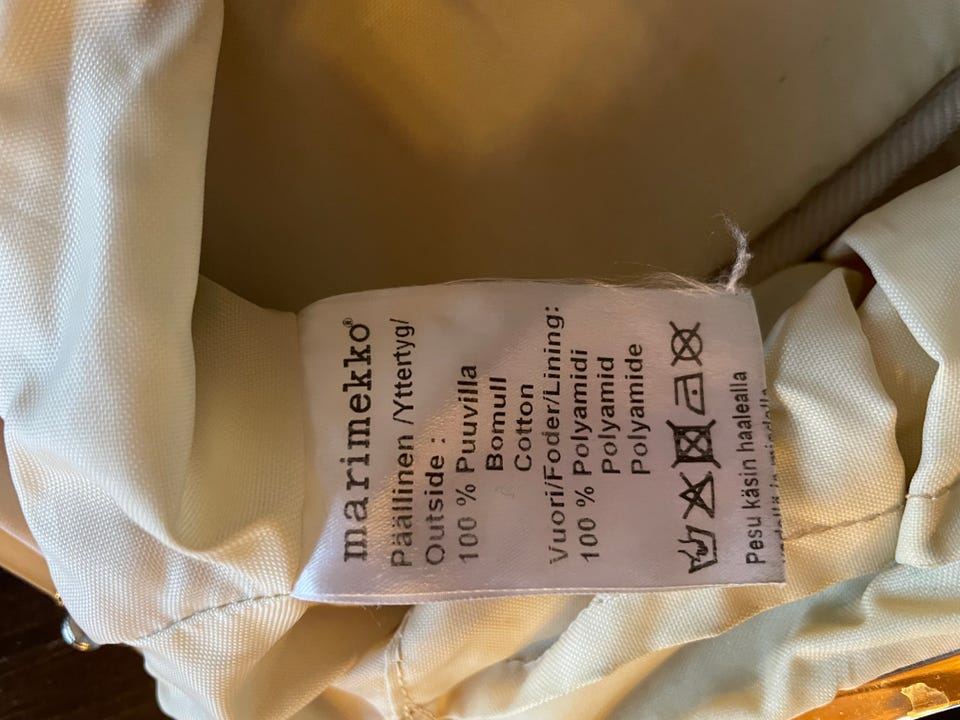 marimekko®
Päällinen /Yttertyg/
Outside :
100 % Puuvilla
Bomull
Cotton
Vuori/Foder/Lining:
100 % Polyamidi
Polyamid
Polyamide
Pesu käsin haalealla